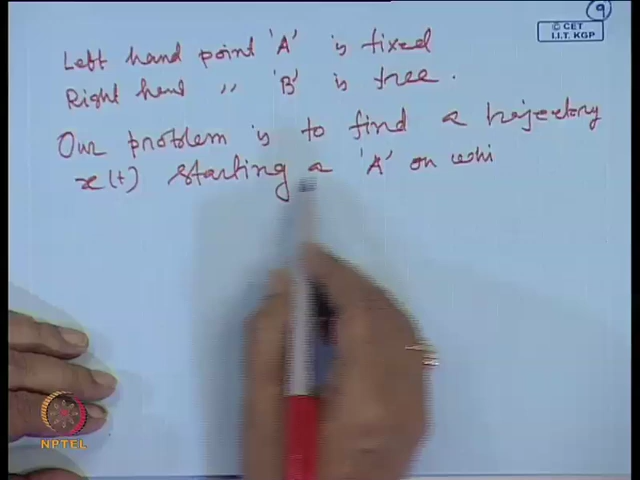 9
© CET
I.I.T. KGP
Left hand point 'A' is fixed
Right hand " 'B' is free.
Our problem is to find a trajectory
x(t) starting a 'A' on whi
NPTEL